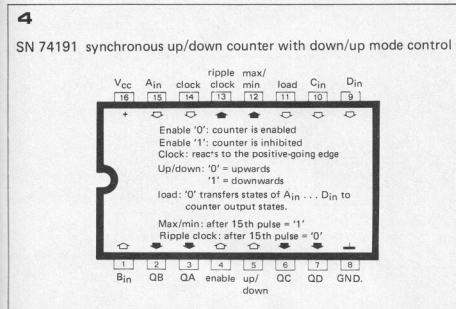 4
SN 74191 synchronous up/down counter with down/up mode control
ripple max/
Vcc Ain clock clock min load Cin Din
16 15 14 13 12 11 10 9
+
Enable '0': counter is enabled
Enable '1': counter is inhibited
Clock: reacts to the positive-going edge
Up/down: '0' = upwards
'1' = downwards
load: '0' transfers states of Ain ... Din to
counter output states.
Max/min: after 15th pulse = '1'
Ripple clock: after 15th pulse = '0'
1 2 3 4 5 6 7 8
Bin QB QA enable up/ QC QD GND.
down